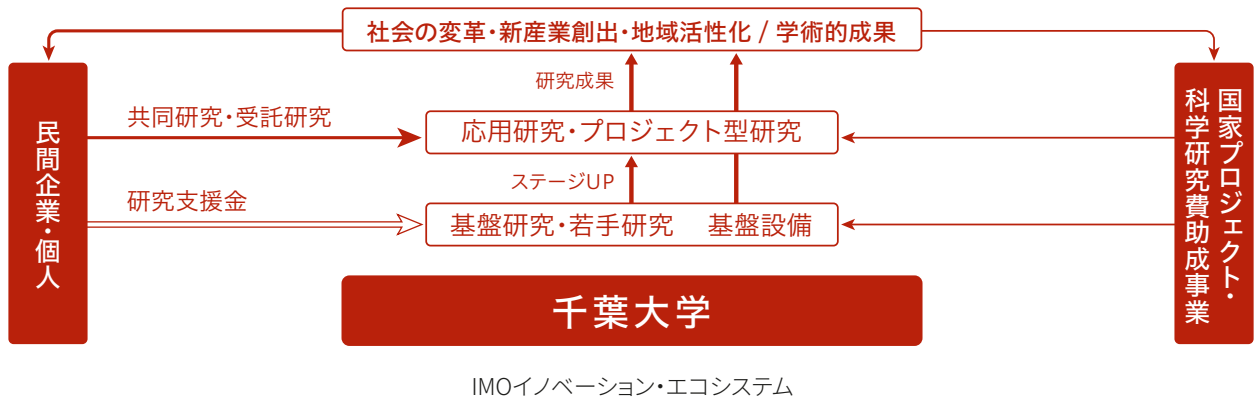 社会の変革・新産業創出・地域活性化 / 学術的成果
研究成果
民間企業・個人
共同研究・受託研究
応用研究・プロジェクト型研究
国家プロジェクト・
科学研究費助成事業
ステージUP
研究支援金
基盤研究・若手研究 基盤設備
千葉大学
IMOイノベーション・エコシステム